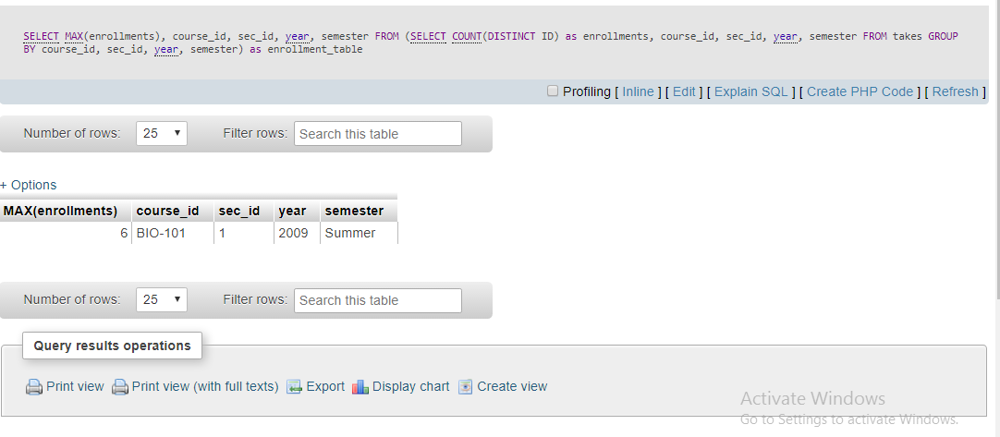 SELECT MAX(enrollments), course_id, sec_id, year, semester FROM (SELECT COUNT(DISTINCT ID) as enrollments, course_id, sec_id, year, semester FROM takes GROUP
BY course_id, sec_id, year, semester) as enrollment_table
Profiling [ Inline ] [ Edit ] [ Explain SQL ] [ Create PHP Code ] [ Refresh ]
Number of rows: 25 Filter rows: Search this table
+ Options
MAX(enrollments) course_id sec_id year semester
6 BIO-101 1 2009 Summer
Number of rows: 25 Filter rows: Search this table
Query results operations
Print view Print view (with full texts) Export Display chart Create view
Activate Windows
Go to Settings to activate Windows.